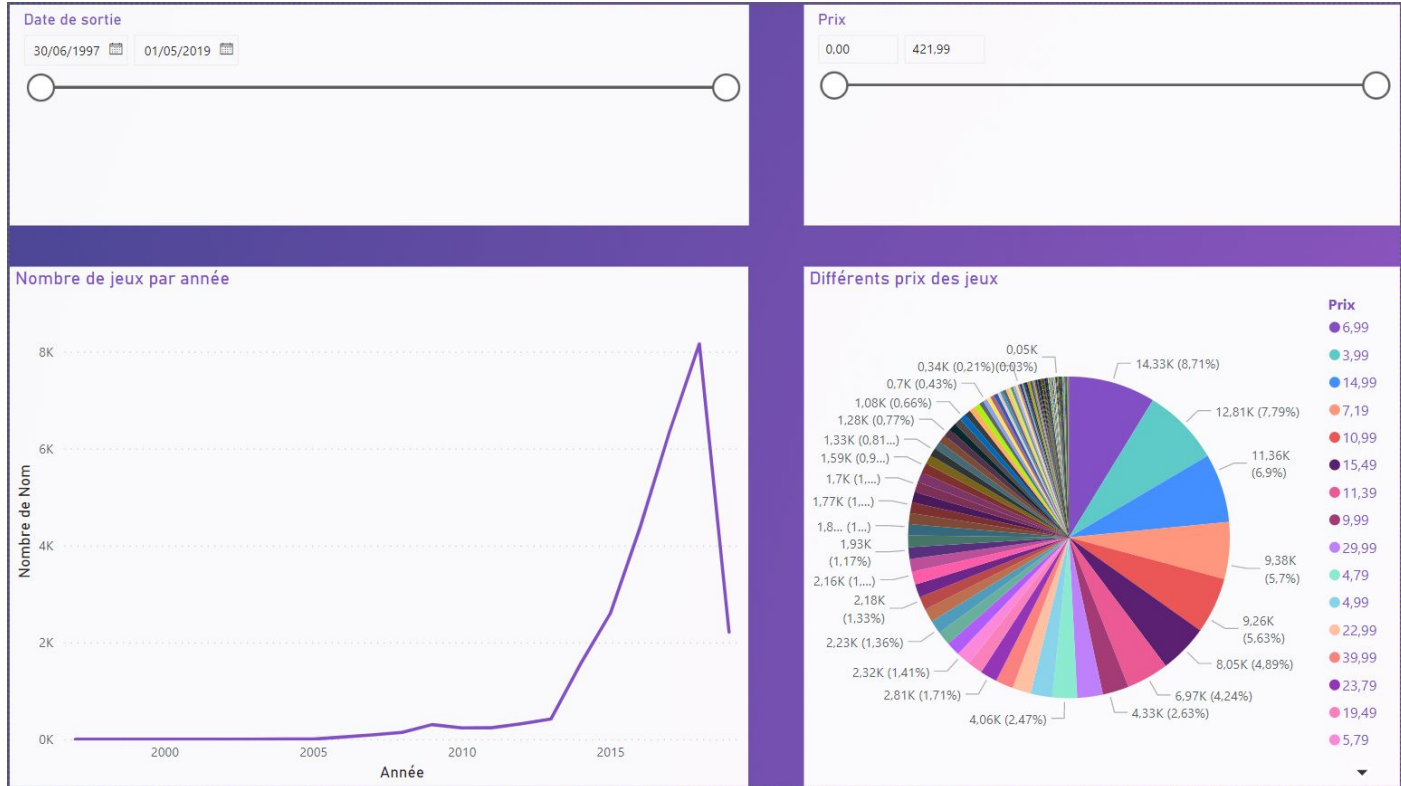 Date de sortie
30/06/1997 01/05/2019
Prix
0,00 421,99
Nombre de jeux par année
8K
6K
4K
2K
0K
Nombre de Nom
2000 2005 2010 2015
Année
Différents prix des jeux
0,05K
(0,03%)
0,34K (0,21%)
0,7K (0,43%)
1,08K (0,66%)
1,28K (0,77%)
1,33K (0,81...)
1,59K (0,9...)
1,7K (1,...)
1,77K (1,...)
1,8... (1...)
1,93K
(1,17%)
2,16K (1,...)
2,18K
(1,33%)
2,23K (1,36%)
2,32K (1,41%)
2,81K (1,71%)
4,06K (2,47%)
14,33K (8,71%)
12,81K (7,79%)
11,36K
(6,9%)
9,38K
(5,7%)
9,26K
(5,63%)
8,05K (4,89%)
6,97K (4,24%)
4,33K (2,63%)
Prix
6,99
3,99
14,99
7,19
10,99
15,49
11,39
9,99
29,99
4,79
4,99
22,99
39,99
23,79
19,49
5,79